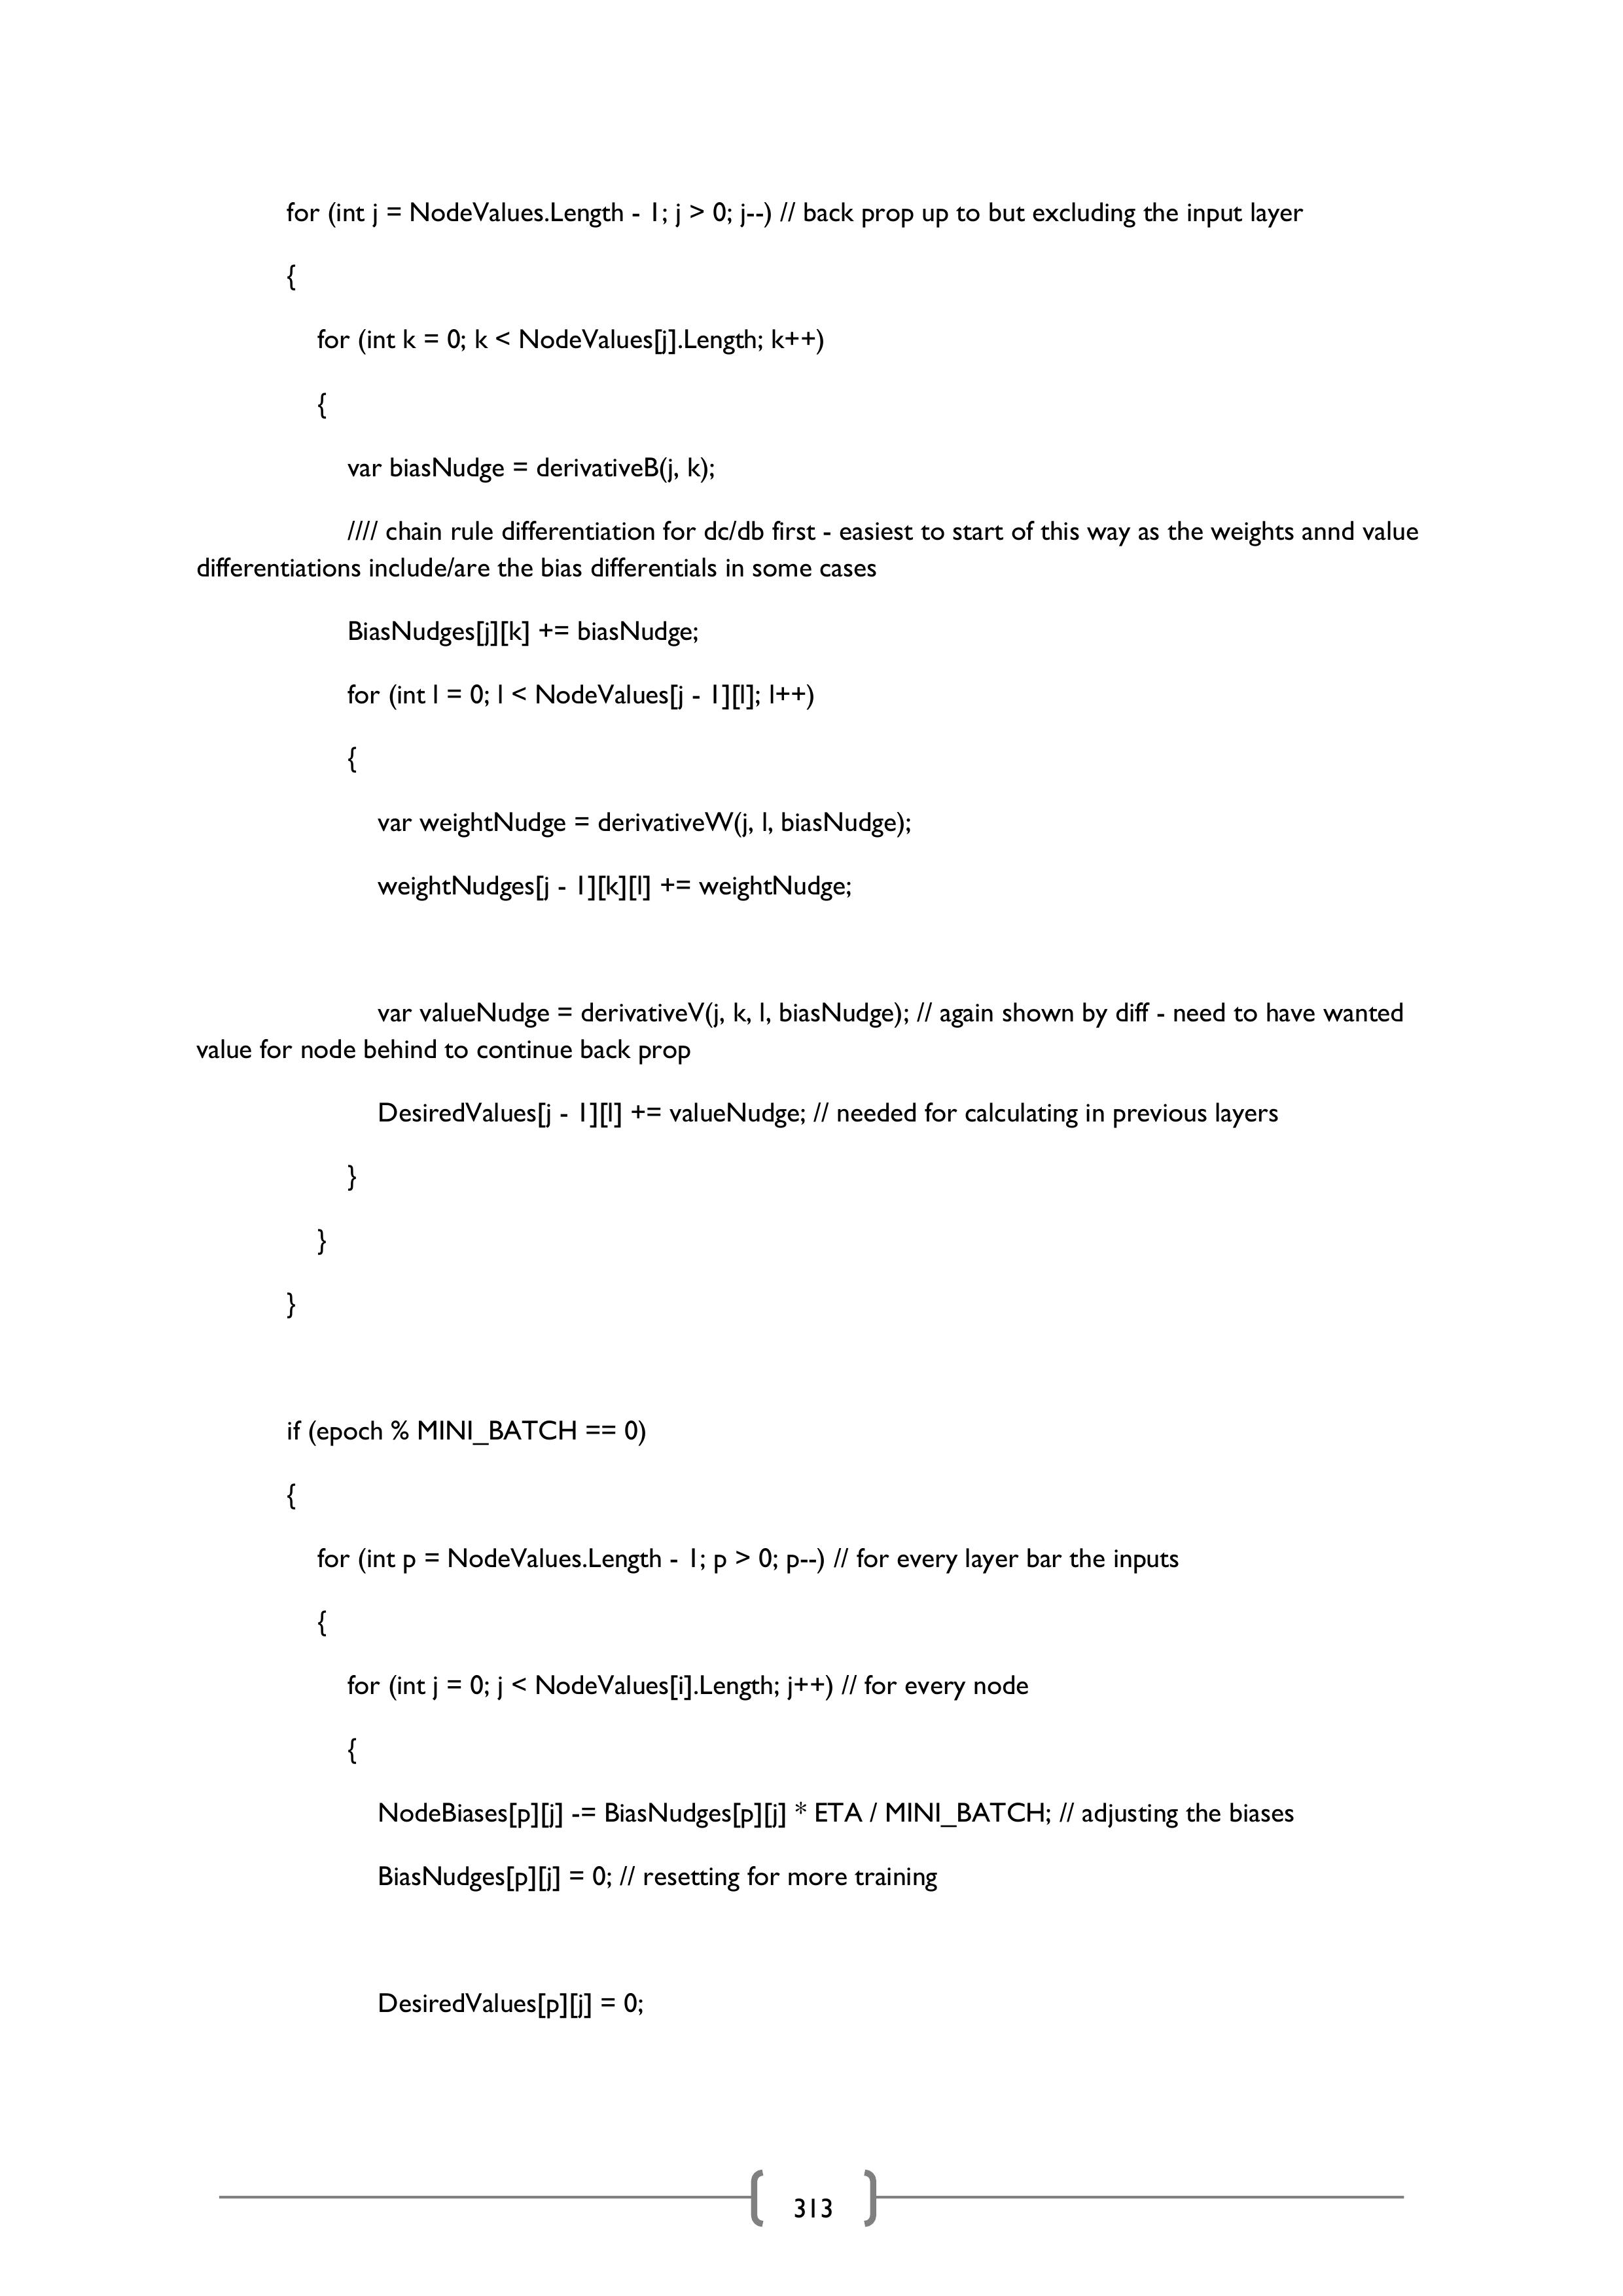 for (int j = NodeValues.Length - 1; j > 0; j--) // back prop up to but excluding the input layer
{
for (int k = 0; k < NodeValues[j].Length; k++)
{
var biasNudge = derivativeB(j, k);
//// chain rule differentiation for dc/db first - easiest to start of this way as the weights annd value
differentiations include/are the bias differentials in some cases
BiasNudges[j][k] += biasNudge;
for (int l = 0; l < NodeValues[j - 1][l]; l++)
{
var weightNudge = derivativeW(j, l, biasNudge);
weightNudges[j - 1][k][l] += weightNudge;
var valueNudge = derivativeV(j, k, l, biasNudge); // again shown by diff - need to have wanted
value for node behind to continue back prop
DesiredValues[j - 1][l] += valueNudge; // needed for calculating in previous layers
}
}
}
if (epoch % MINI_BATCH == 0)
{
for (int p = NodeValues.Length - 1; p > 0; p--) // for every layer bar the inputs
{
for (int j = 0; j < NodeValues[i].Length; j++) // for every node
{
NodeBiases[p][j] -= BiasNudges[p][j] * ETA / MINI_BATCH; // adjusting the biases
BiasNudges[p][j] = 0; // resetting for more training
DesiredValues[p][j] = 0;
313